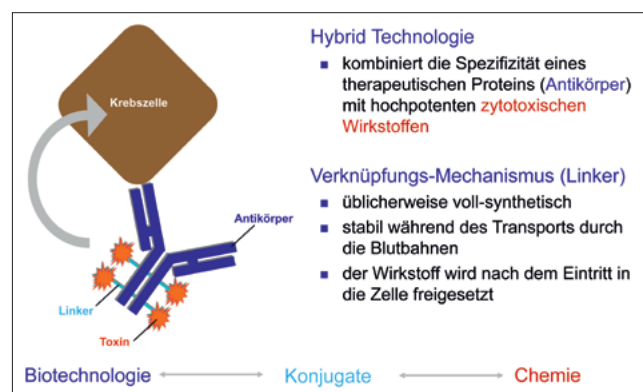 Krebszelle
Antikörper
Linker
Toxin
Hybrid Technologie
kombiniert die Spezifizität eines
therapeutischen Proteins (Antikörper)
mit hochpotenten zytotoxischen
Wirkstoffen
Verknüpfungs-Mechanismus (Linker)
üblicherweise voll-synthetisch
stabil während des Transports durch
die Blutbahnen
der Wirkstoff wird nach dem Eintritt in
die Zelle freigesetzt
Biotechnologie Konjugate Chemie